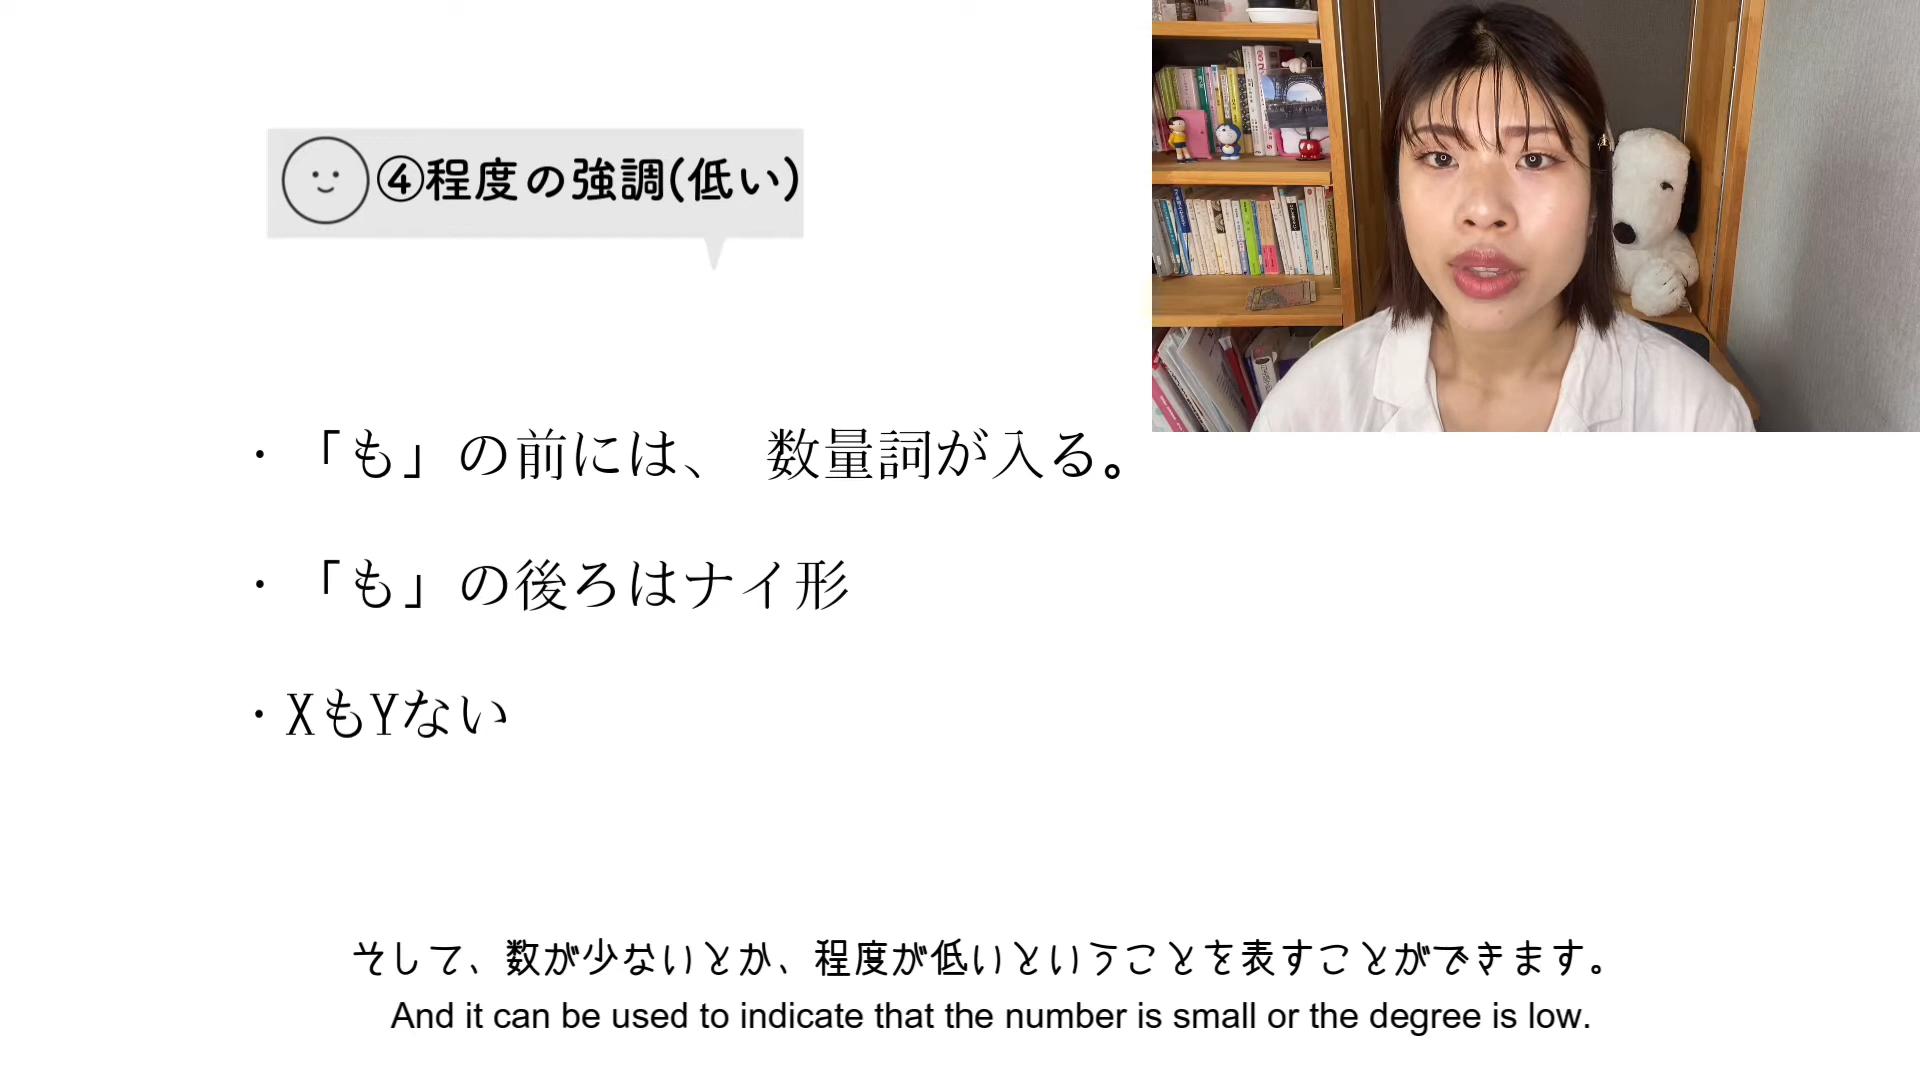 ④程度の強調(低い)
・「も」の前には、 数量詞が入る。
・「も」の後ろはナイ形
・XもYない
そして、数が少ないとか、程度が低いということを表すことができます。
And it can be used to indicate that the number is small or the degree is low.